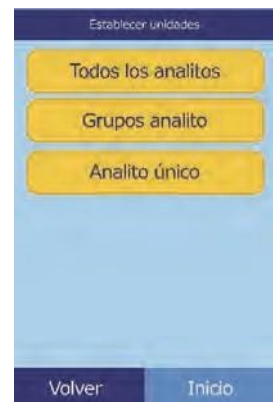 Establecer unidades
Todos los analitos
Grupos analito
Analito único
Volver Inicio